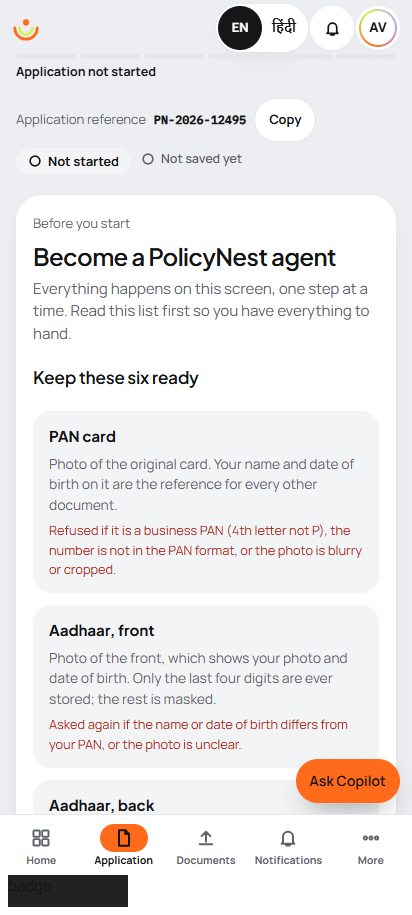 EN
हिंदी
AV
Application not started
Application reference PN-2026-12495 Copy
Not started Not saved yet
Before you start
Become a PolicyNest agent
Everything happens on this screen, one step at a
time. Read this list first so you have everything to
hand.
Keep these six ready
PAN card
Photo of the original card. Your name and date of
birth on it are the reference for every other
document.
Refused if it is a business PAN (4th letter not P), the
number is not in the PAN format, or the photo is blurry
or cropped.
Aadhaar, front
Photo of the front, which shows your photo and
date of birth. Only the last four digits are ever
stored; the rest is masked.
Asked again if the name or date of birth differs from
your PAN, or the photo is unclear.
Ask Copilot
Aadhaar, back
Home Application Documents Notifications More
badge